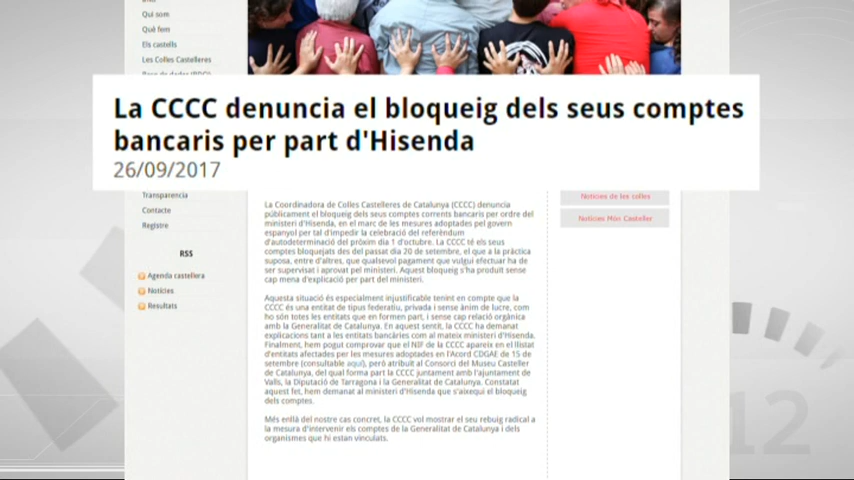 Qui som
Què fem
Els castells
Les Colles Castelleres
La CCCC denuncia el bloqueig dels seus comptes
bancaris per part d'Hisenda
26/09/2017
Transparencia
Contacte
Registre
RSS
Agenda castellera
Notícies
Resultats
La Coordinadora de Colles Castelleres de Catalunya (CCCC) denuncia
públicament el bloqueig dels seus comptes corrents bancaris per ordre del
ministeri d'Hisenda, en el marc de les mesures adoptades pel govern
espanyol per tal d'impedir la celebració del referèndum
d'autodeterminació del pròxim dia 1 d'octubre. La CCCC té els seus
comptes bloquejats des del passat dia 20 de setembre, el que a la pràctica
suposa, entre d'altres, que qualsevol pagament que vulgui efectuar ha de
ser supervisat i aprovat pel ministeri. Aquest bloqueig s'ha produït sense
cap mena d'explicació per part del ministeri.
Aquesta situació és especialment injustificable tenint en compte que la
CCCC és una entitat de tipus federatiu, privada i sense ànim de lucre, com
ho són totes les entitats que en formen part, i sense cap relació orgànica
amb la Generalitat de Catalunya. En aquest sentit, la CCCC ha demanat
explicacions tant a les entitats bancàries com al mateix ministeri d'Hisenda.
Finalment, hem pogut comprovar que el NIF de la CCCC apareix en el llistat
d'entitats afectades per les mesures adoptades en l'Acord CDGAE de 15 de
setembre (consultable aquí), però atribuït al Consorci del Museu Casteller
de Catalunya, del qual forma part la CCCC juntament amb l'ajuntament de
Valls, la Diputació de Tarragona i la Generalitat de Catalunya. Constatat
aquest fet, hem demanat al ministeri d'Hisenda que s'aixequi el bloqueig
dels comptes.
Més enllà del nostre cas concret, la CCCC vol mostrar el seu rebuig radical a
la mesura d'intervenir els comptes de la Generalitat de Catalunya i dels
organismes que hi estan vinculats.
Notícies de les colles
Notícies Món Casteller
12